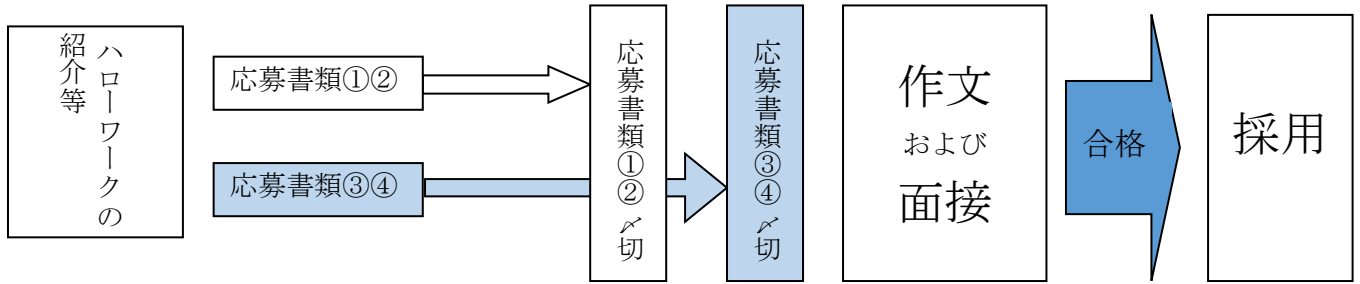 ハローワークの
紹介等
応募書類①②
応募書類③④
応募書類①②〆切
応募書類③④〆切
作文
および
面接
合格
採用